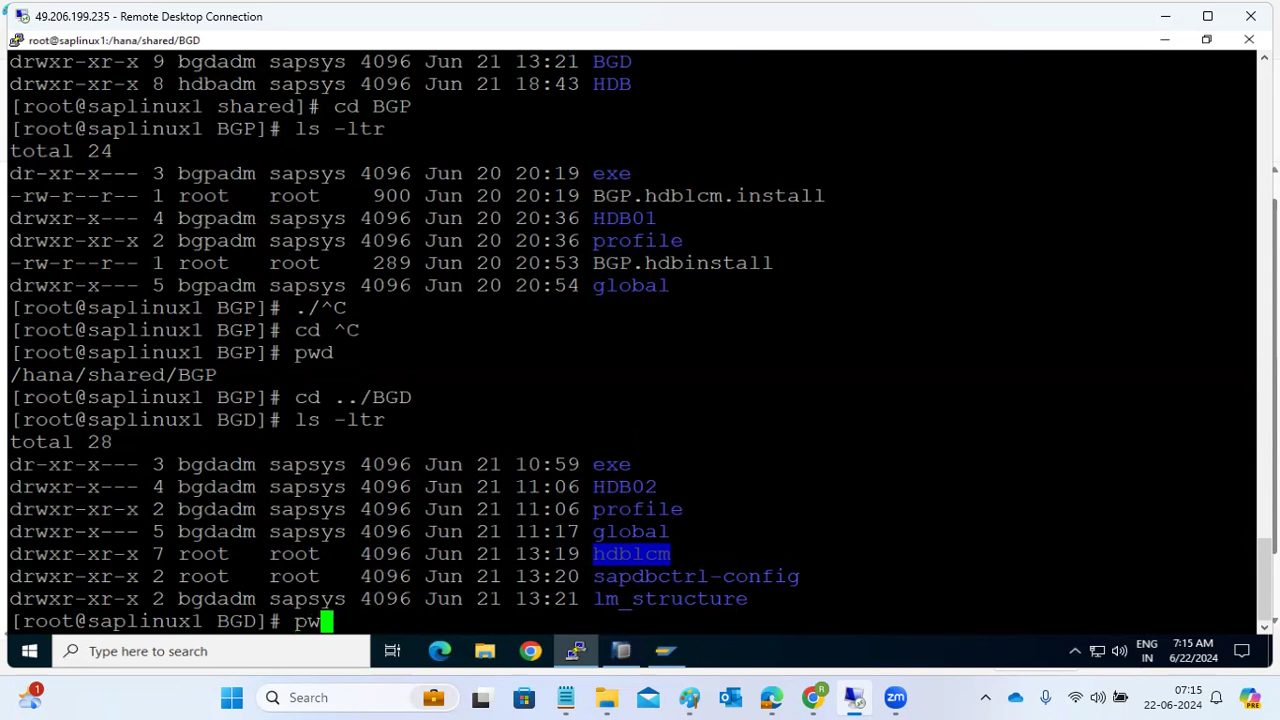 49.206.199.235 - Remote Desktop Connection
root@saplinux1:/hana/shared/BGD
drwxr-xr-x 9 bgdadm sapsys 4096 Jun 21 13:21 BGD
drwxr-xr-x 8 hdbadm sapsys 4096 Jun 21 18:43 HDB
[root@saplinux1 shared]# cd BGP
[root@saplinux1 BGP]# ls -ltr
total 24
dr-xr-x--- 3 bgpadm sapsys 4096 Jun 20 20:19 exe
-rw-r--r-- 1 root   root    900 Jun 20 20:19 BGP.hdblcm.install
drwxr-x--- 4 bgpadm sapsys 4096 Jun 20 20:36 HDB01
drwxr-xr-x 2 bgpadm sapsys 4096 Jun 20 20:36 profile
-rw-r--r-- 1 root   root    289 Jun 20 20:53 BGP.hdbinstall
drwxr-x--- 5 bgpadm sapsys 4096 Jun 20 20:54 global
[root@saplinux1 BGP]# ./^C
[root@saplinux1 BGP]# cd ^C
[root@saplinux1 BGP]# pwd
/hana/shared/BGP
[root@saplinux1 BGP]# cd ../BGD
[root@saplinux1 BGD]# ls -ltr
total 28
dr-xr-x--- 3 bgdadm sapsys 4096 Jun 21 10:59 exe
drwxr-x--- 4 bgdadm sapsys 4096 Jun 21 11:06 HDB02
drwxr-xr-x 2 bgdadm sapsys 4096 Jun 21 11:06 profile
drwxr-x--- 5 bgdadm sapsys 4096 Jun 21 11:17 global
drwxr-xr-x 7 root   root   4096 Jun 21 13:19 hdblcm
drwxr-xr-x 2 root   root   4096 Jun 21 13:20 sapdbctrl-config
drwxr-xr-x 2 bgdadm sapsys 4096 Jun 21 13:21 lm_structure
[root@saplinux1 BGD]# pw
Type here to search
ENG
IN
7:15 AM
6/22/2024
1
Search
07:15
22-06-2024
PRE